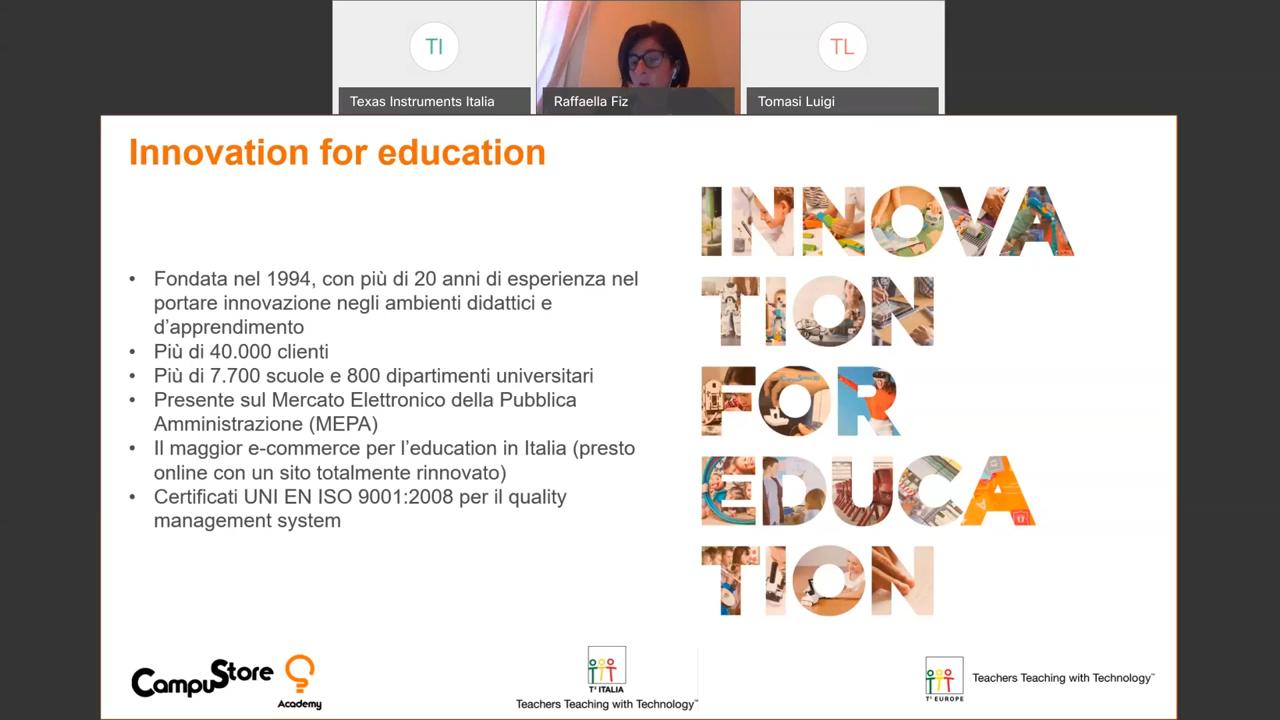 TI
TL
Texas Instruments Italia
Raffaella Fiz
Tomasi Luigi
Innovation for education
INNOVA
TION
FOR
EDUCA
TION
• Fondata nel 1994, con più di 20 anni di esperienza nel
portare innovazione negli ambienti didattici e
d’apprendimento
• Più di 40.000 clienti
• Più di 7.700 scuole e 800 dipartimenti universitari
• Presente sul Mercato Elettronico della Pubblica
Amministrazione (MEPA)
• Il maggior e-commerce per l’education in Italia (presto
online con un sito totalmente rinnovato)
• Certificati UNI EN ISO 9001:2008 per il quality
management system
CampuStore
Academy
T³ ITALIA
Teachers Teaching with Technology™
T³ EUROPE
Teachers Teaching with Technology™